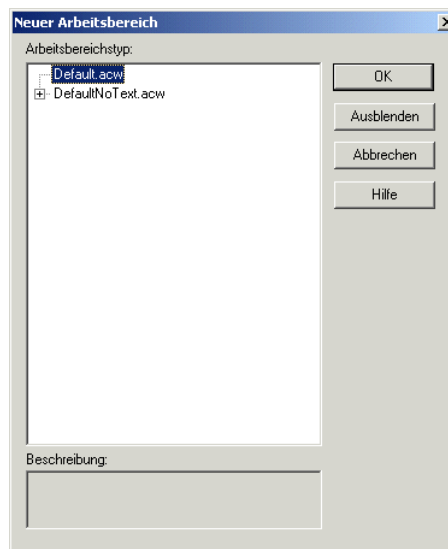 Neuer Arbeitsbereich
Arbeitsbereichstyp:
Default.acw
DefaultNoText.acw
OK
Ausblenden
Abbrechen
Hilfe
Beschreibung: